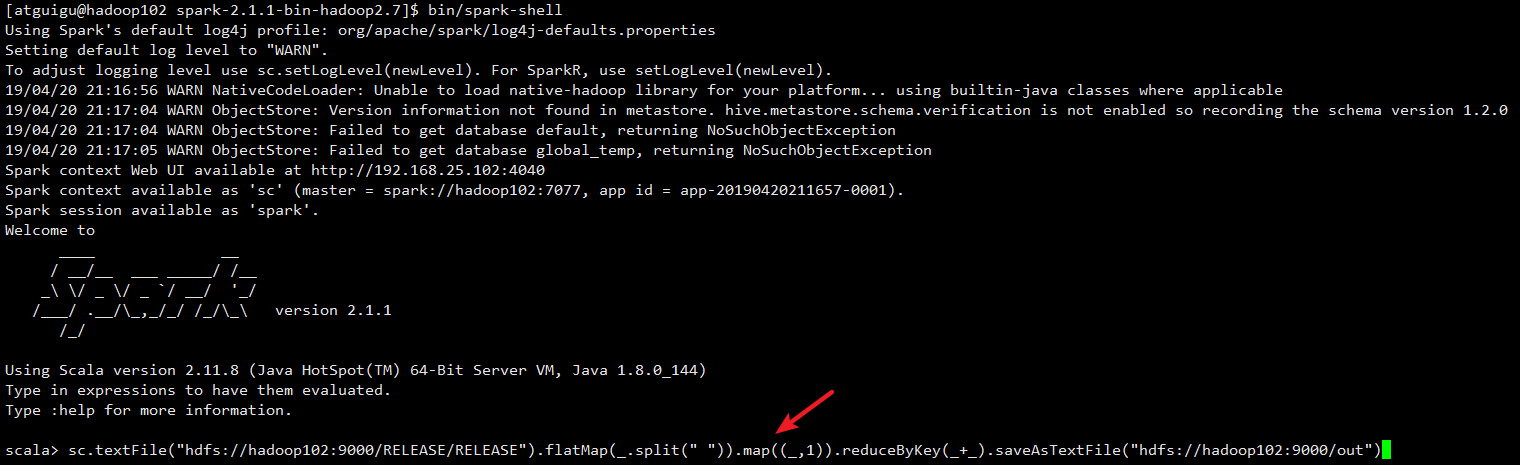 [atguigu@hadoop102 spark-2.1.1-bin-hadoop2.7]$ bin/spark-shell
Using Spark's default log4j profile: org/apache/spark/log4j-defaults.properties
Setting default log level to "WARN".
To adjust logging level use sc.setLogLevel(newLevel). For SparkR, use setLogLevel(newLevel).
19/04/20 21:16:56 WARN NativeCodeLoader: Unable to load native-hadoop library for your platform... using builtin-java classes where applicable
19/04/20 21:17:04 WARN ObjectStore: Version information not found in metastore. hive.metastore.schema.verification is not enabled so recording the schema version 1.2.0
19/04/20 21:17:04 WARN ObjectStore: Failed to get database default, returning NoSuchObjectException
19/04/20 21:17:05 WARN ObjectStore: Failed to get database global_temp, returning NoSuchObjectException
Spark context Web UI available at http://192.168.25.102:4040
Spark context available as 'sc' (master = spark://hadoop102:7077, app id = app-20190420211657-0001).
Spark session available as 'spark'.
Welcome to
      ____              __
     / __/__  ___ _____/ /__
    _\ \/ _ \/ _ `/ __/  '_/
   /___/ .__/\_,_/_/ /_/\_\   version 2.1.1
      /_/
Using Scala version 2.11.8 (Java HotSpot(TM) 64-Bit Server VM, Java 1.8.0_144)
Type in expressions to have them evaluated.
Type :help for more information.
scala> sc.textFile("hdfs://hadoop102:9000/RELEASE/RELEASE").flatMap(_.split(" ")).map((_,1)).reduceByKey(_+_).saveAsTextFile("hdfs://hadoop102:9000/out")